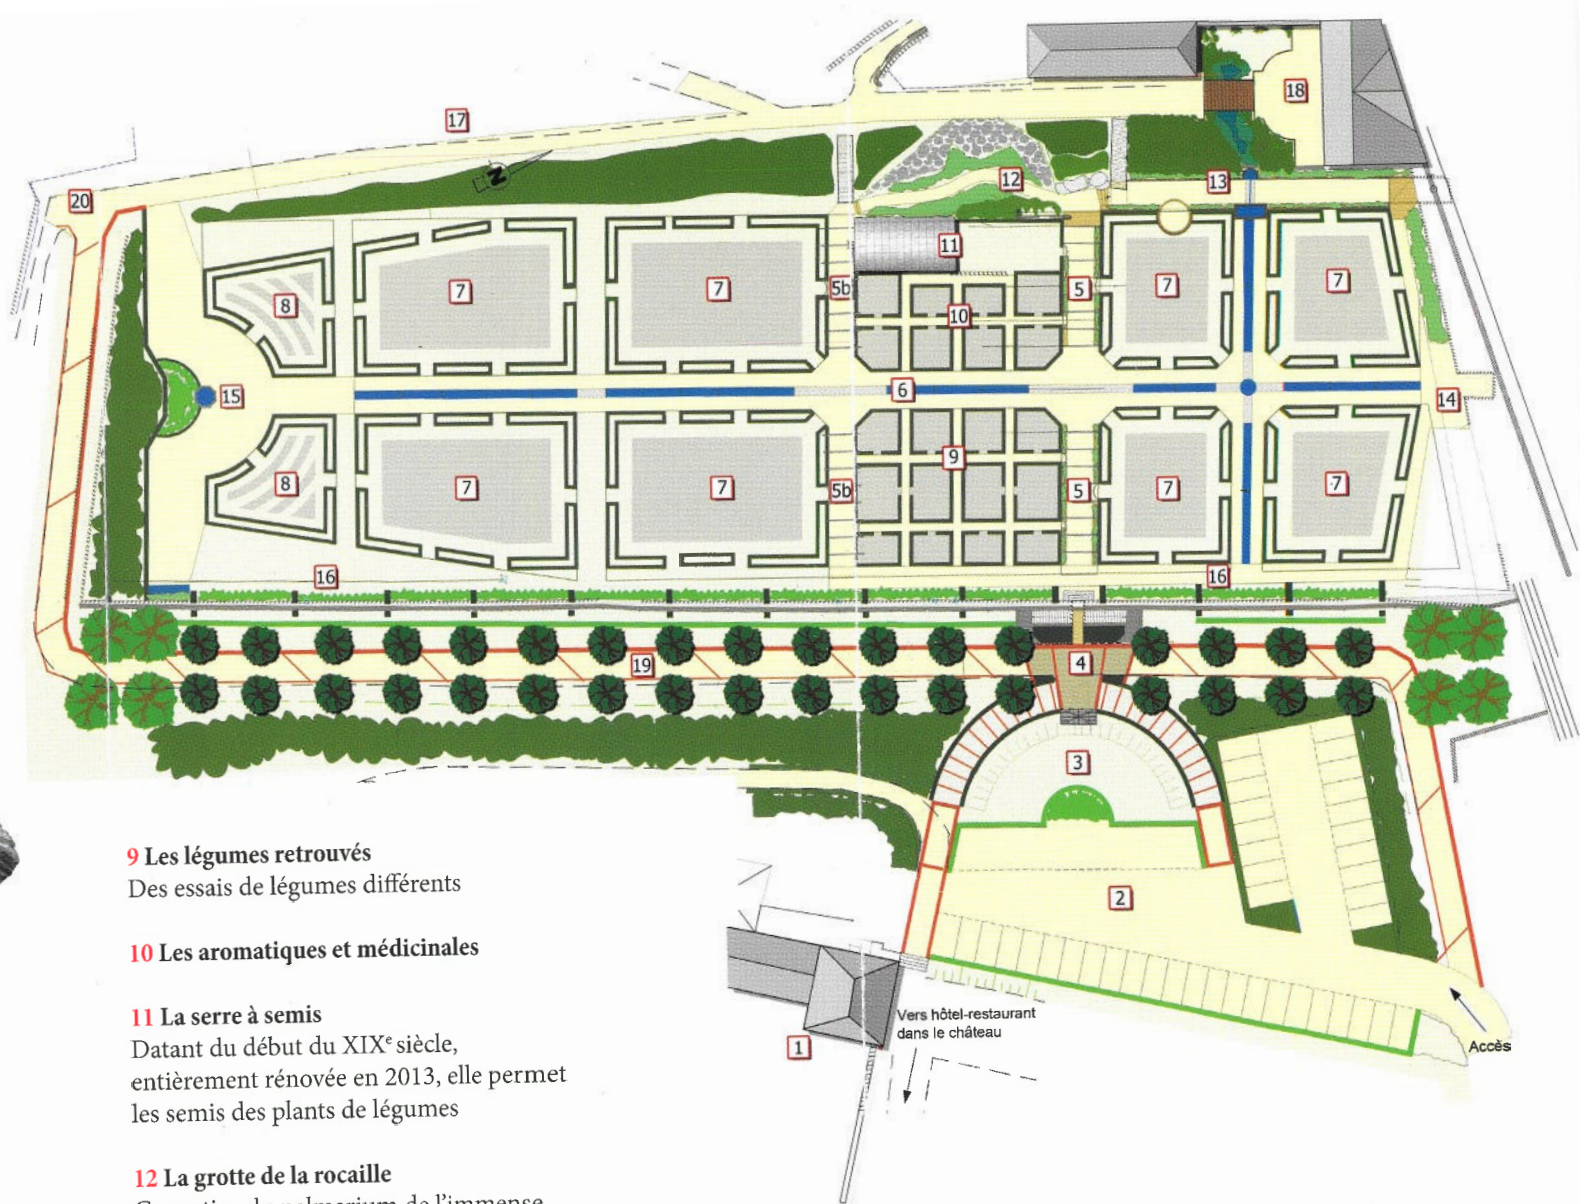 17
18
20
12
13
N
11
8
7
7
5b
5
7
7
10
15
6
14
9
8
7
7
5b
5
7
7
16
16
19
4
3
2
9 Les légumes retrouvés
Des essais de légumes différents
10 Les aromatiques et médicinales
11 La serre à semis
Datant du début du XIXe siècle,
entièrement rénovée en 2013, elle permet
les semis des plants de légumes
12 La grotte de la rocaille
1
Vers hôtel-restaurant
dans le château
Accès